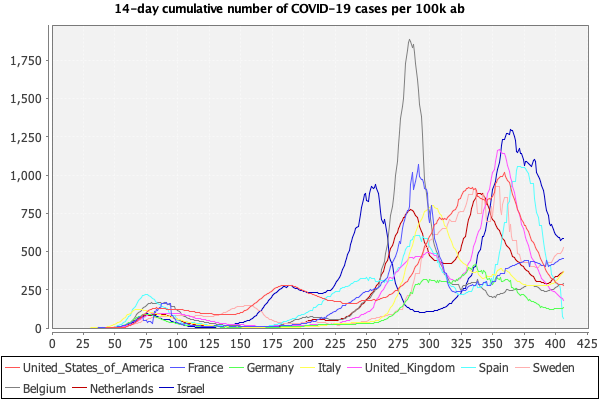 14-day cumulative number of COVID-19 cases per 100k ab
1,750
1,500
1,250
1,000
750
500
250
0
0 25 50 75 100 125 150 175 200 225 250 275 300 325 350 375 400 425
United_States_of_America France Germany Italy United_Kingdom Spain Sweden
Belgium Netherlands Israel